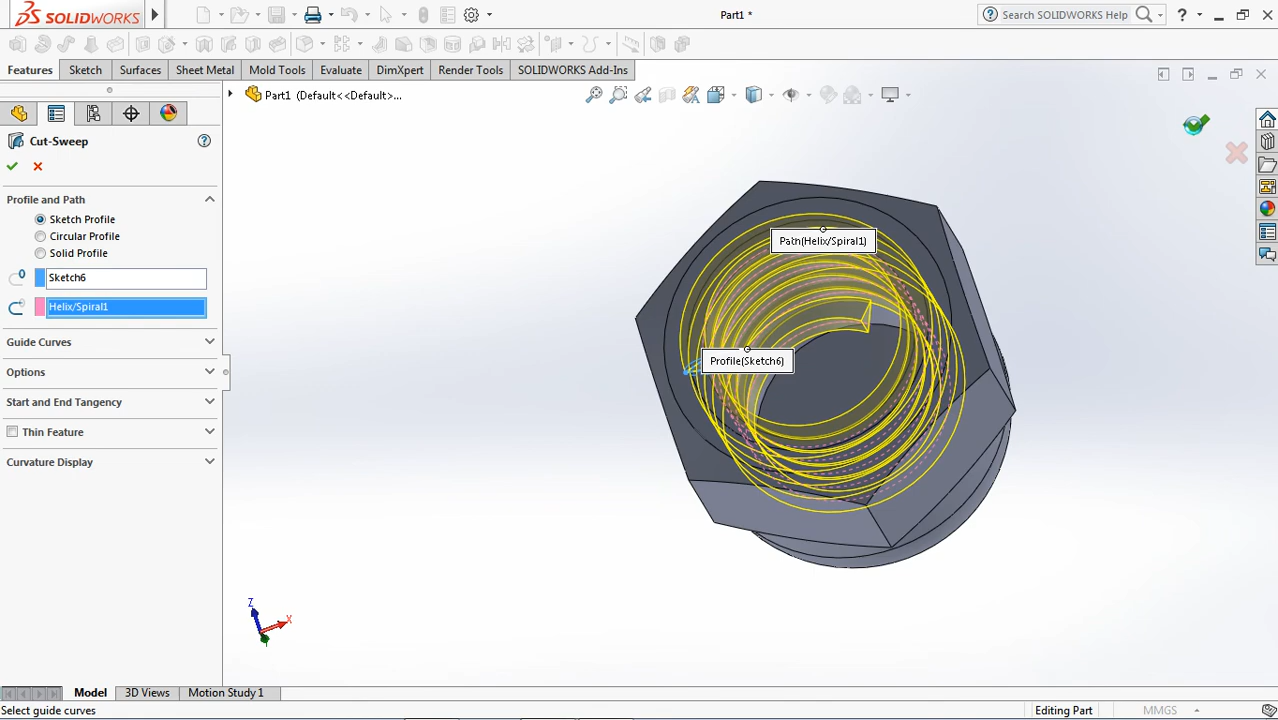 SOLIDWORKS
Part1 *
Search SOLIDWORKS Help
Features
Sketch
Surfaces
Sheet Metal
Mold Tools
Evaluate
DimXpert
Render Tools
SOLIDWORKS Add-Ins
Part1 (Default<<Default>...
Cut-Sweep
Profile and Path
Sketch Profile
Circular Profile
Solid Profile
Sketch6
Helix/Spiral1
Guide Curves
Options
Start and End Tangency
Thin Feature
Curvature Display
Path(Helix/Spiral1)
Profile(Sketch6)
Z
X
Model
3D Views
Motion Study 1
Select guide curves
Editing Part
MMGS